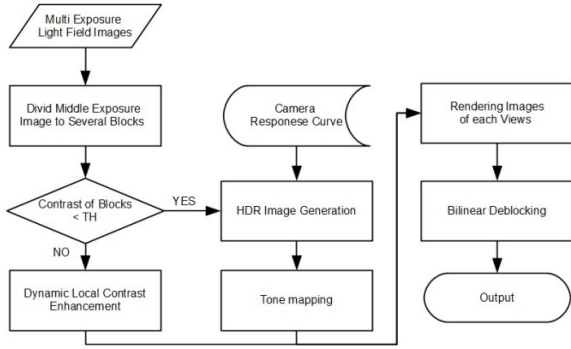 Multi Exposure
Light Field Images
Divid Middle Exposure
Image to Several Blocks
Contrast of Blocks
< TH
YES
NO
Dynamic Local Contrast
Enhancement
Camera
Responese Curve
HDR Image Generation
Tone mapping
Rendering Images
of each Views
Bilinear Deblocking
Output